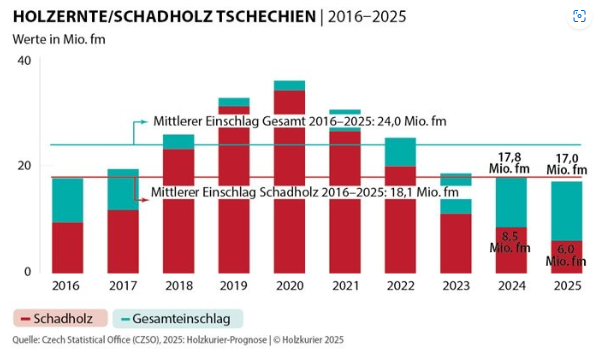 HOLZERNTE/SCHADHOLZ TSCHECHIEN | 2016–2025
Werte in Mio. fm
40
Mittlerer Einschlag Gesamt 2016–2025: 24,0 Mio. fm
17,8
Mio. fm
17,0
Mio. fm
20
Mittlerer Einschlag Schadholz 2016–2025: 18,1 Mio. fm
8,5
Mio. fm
6,0
Mio. fm
0
2016 2017 2018 2019 2020 2021 2022 2023 2024 2025
Schadholz Gesamteinschlag
Quelle: Czech Statistical Office (CZSO), 2025: Holzkurier-Prognose | © Holzkurier 2025